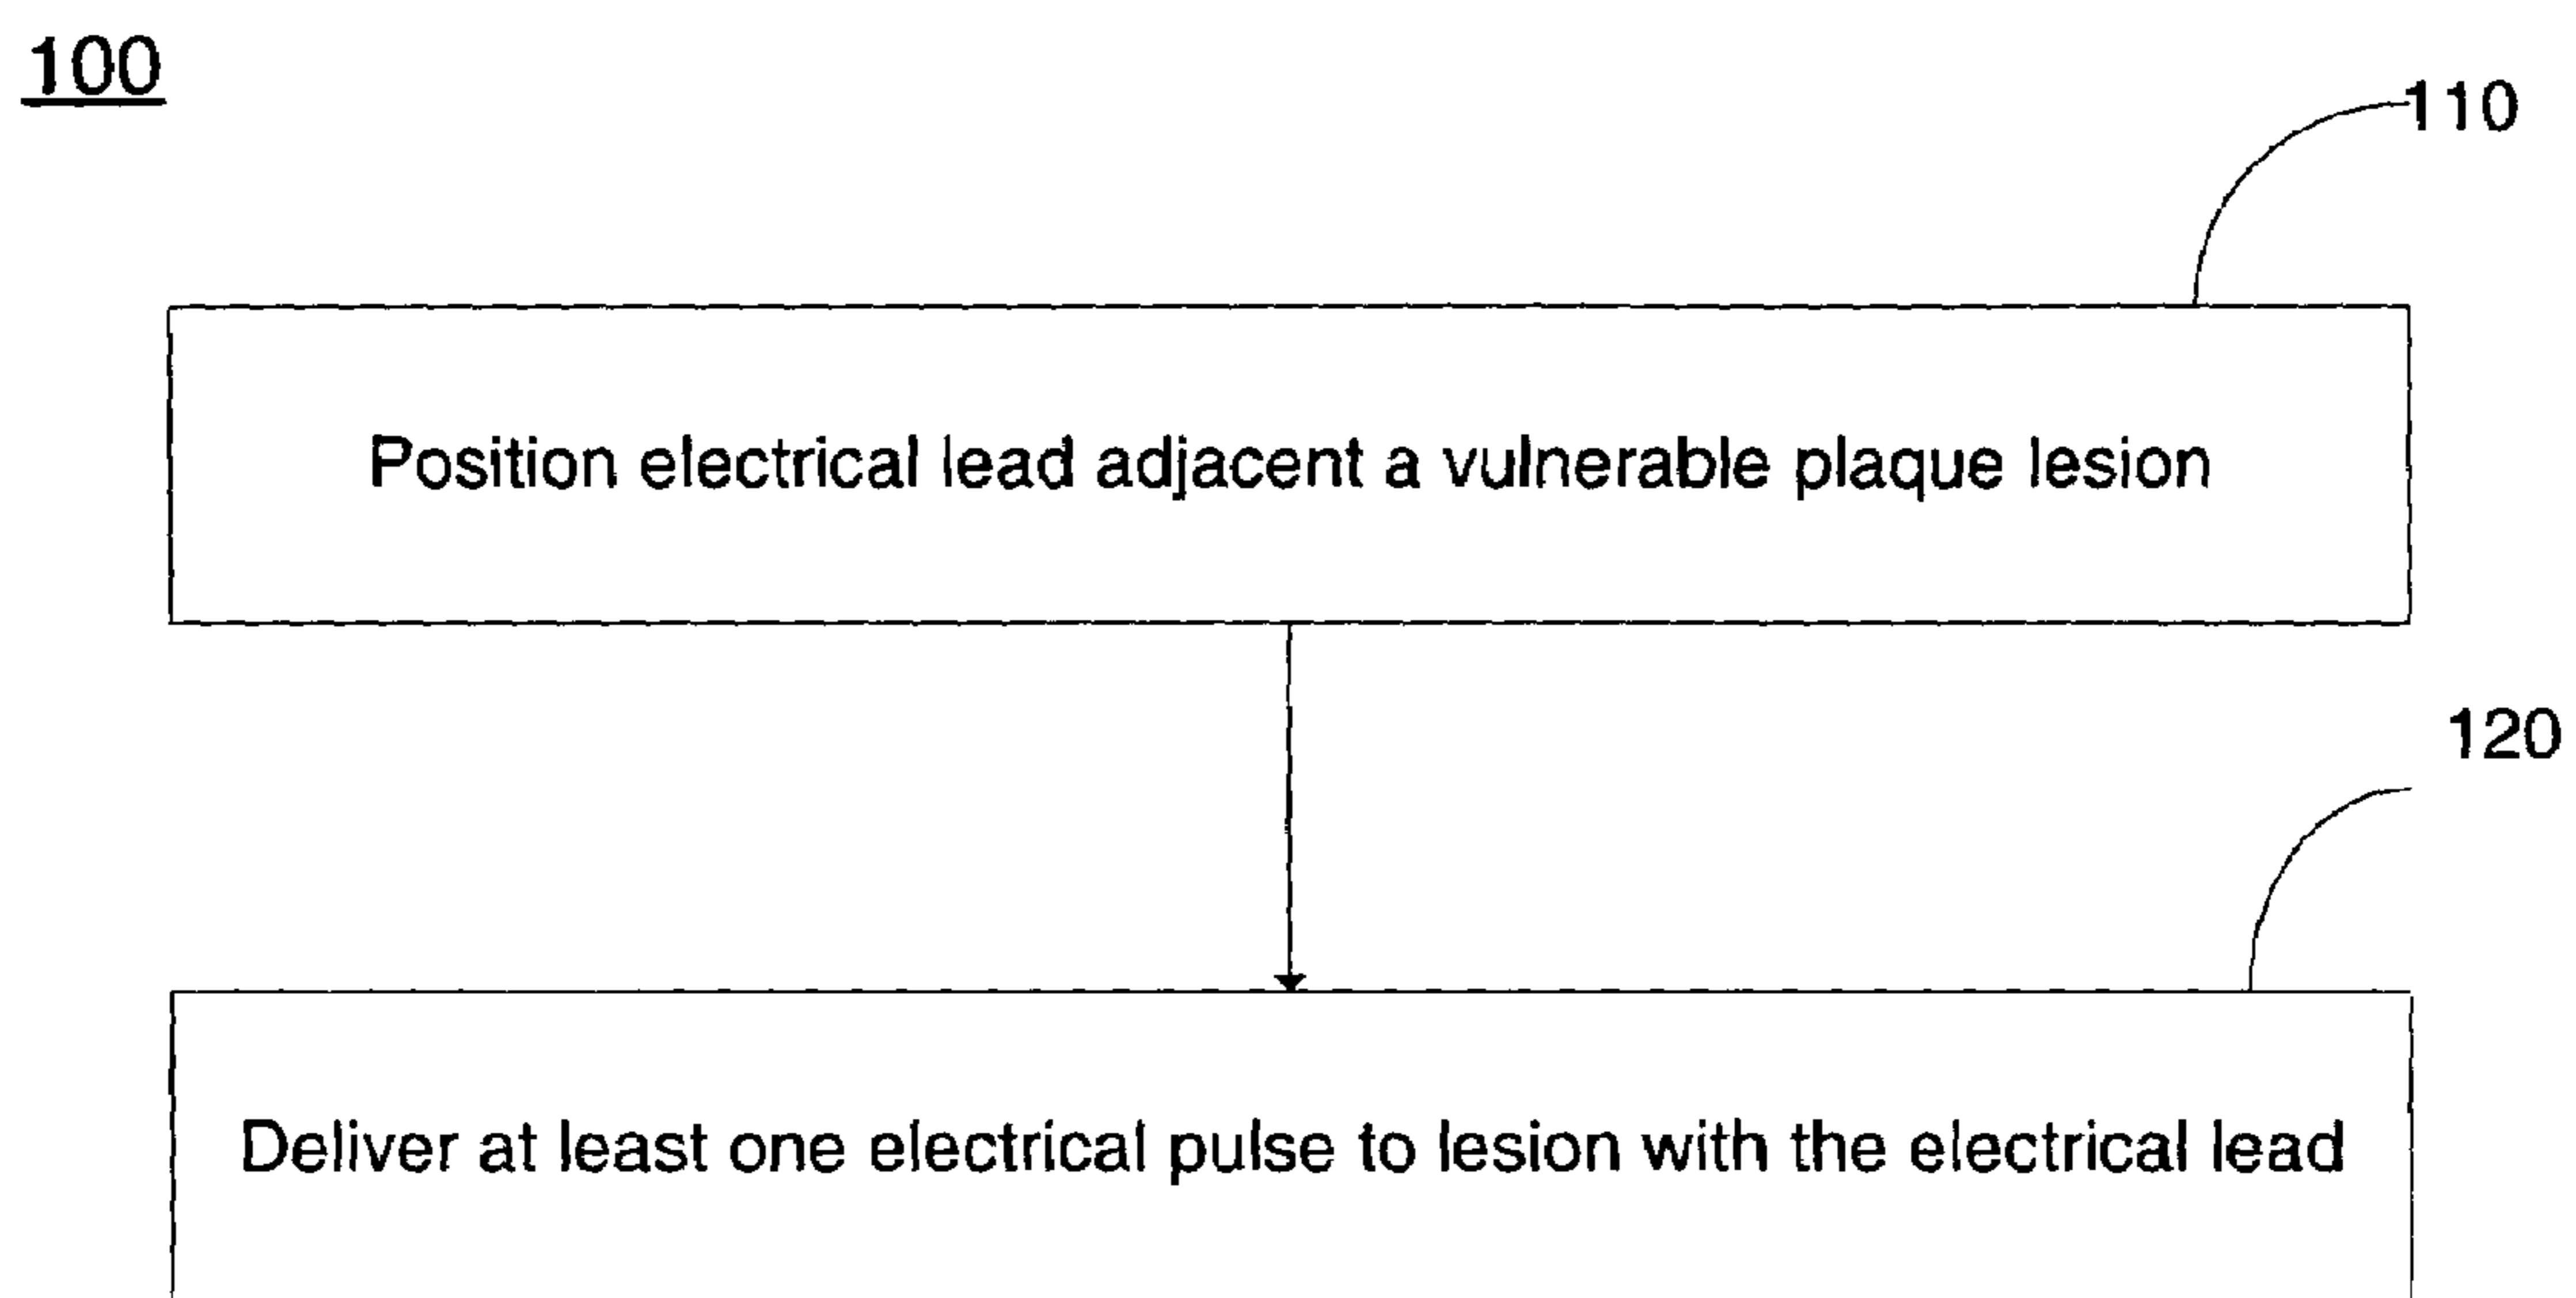 100
110
Position electrical lead adjacent a vulnerable plaque lesion
120
Deliver at least one electrical pulse to lesion with the electrical lead